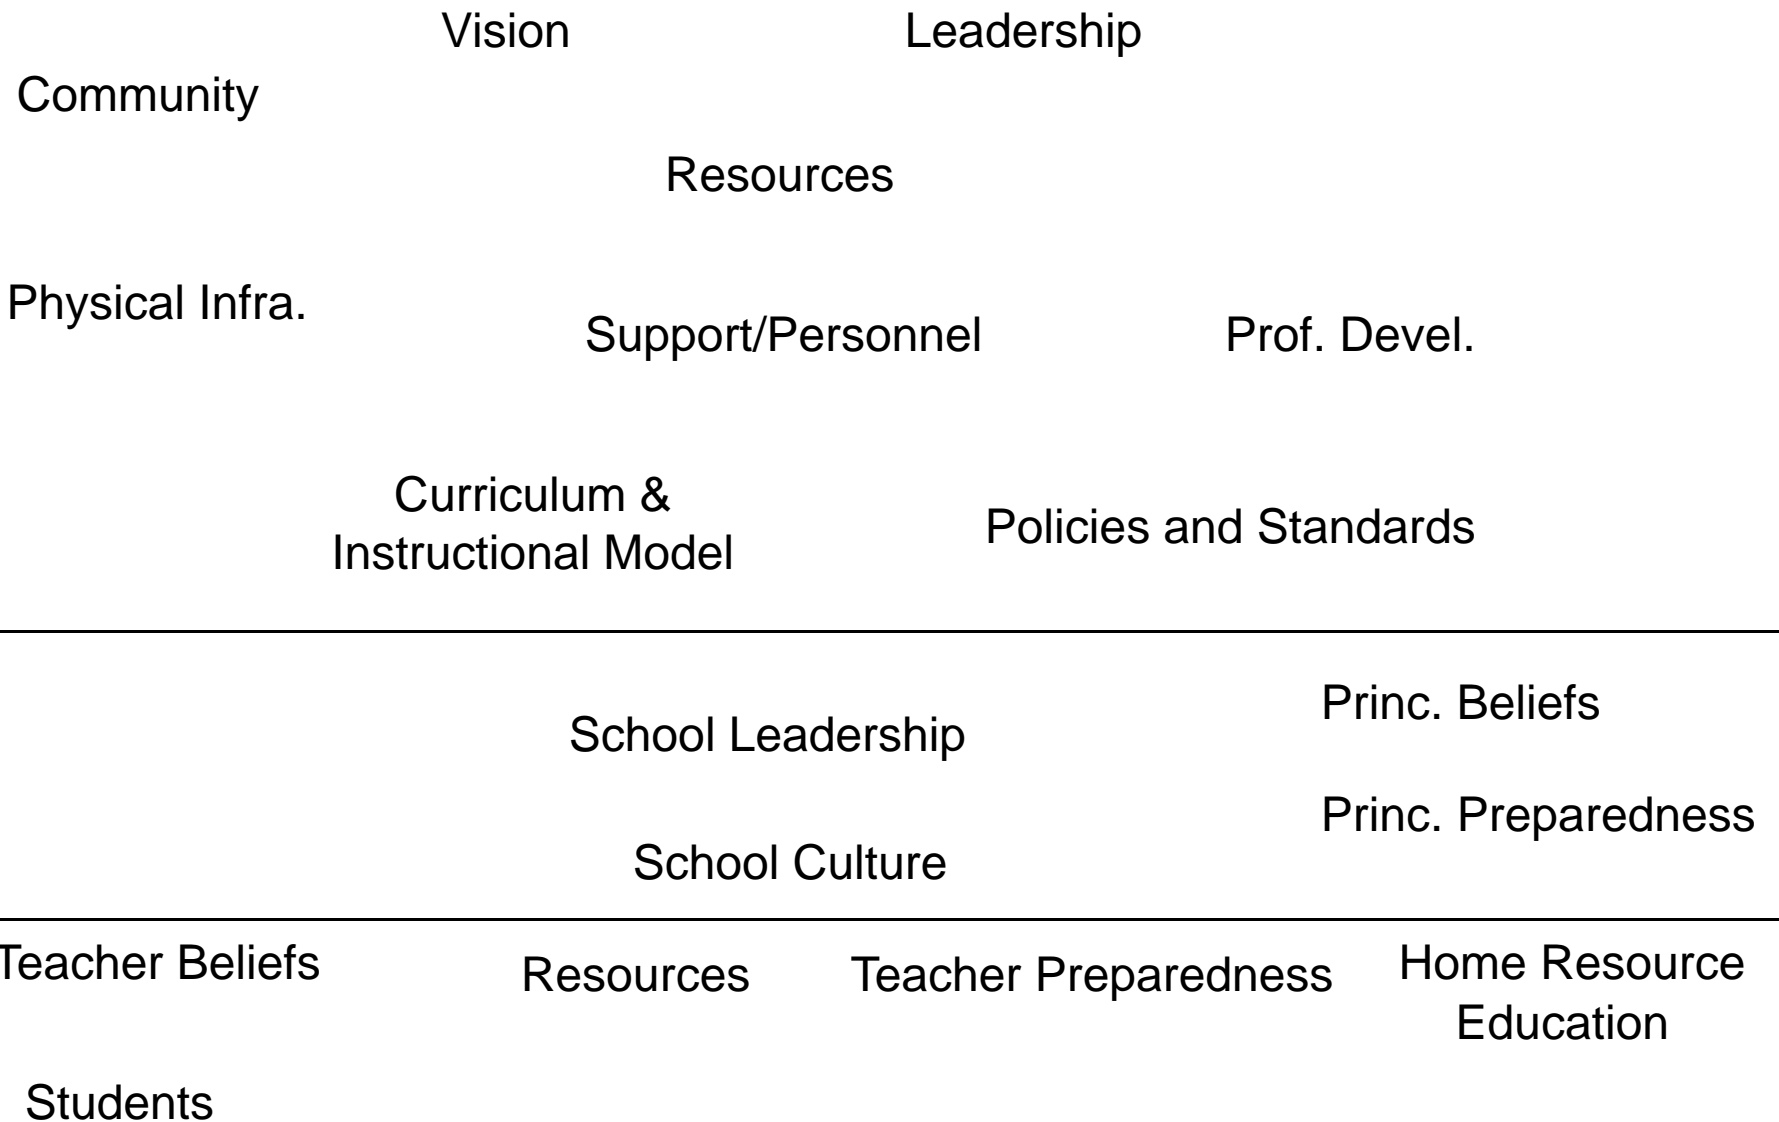 Vision
Leadership
Community
Resources
Physical Infra.
Support/Personnel
Prof. Devel.
Curriculum &
Instructional Model
Policies and Standards
Princ. Beliefs
School Leadership
Princ. Preparedness
School Culture
Teacher Beliefs
Resources
Teacher Preparedness
Home Resource
Education
Students